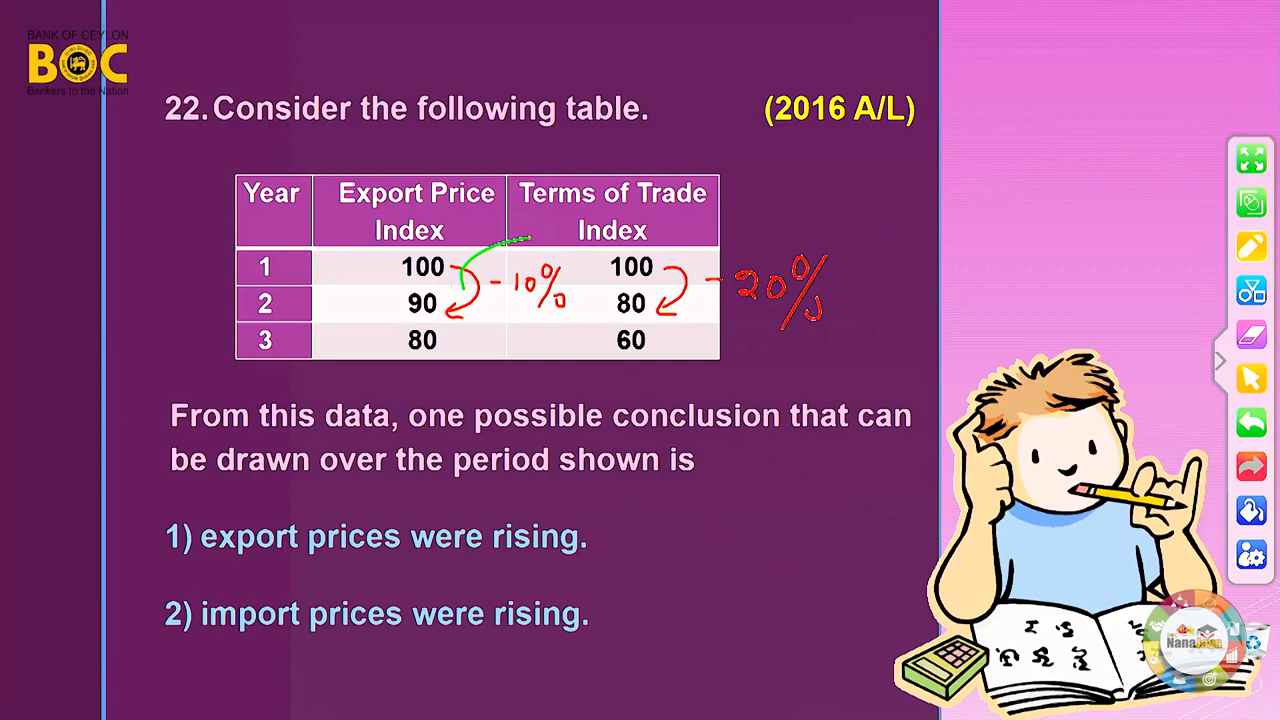 BANK OF CEYLON
BOC
Bankers to the Nation
22. Consider the following table. (2016 A/L)
Year Export Price Index Terms of Trade Index
1 100 100
2 90 80
3 80 60
- 10%
- 20%
From this data, one possible conclusion that can
be drawn over the period shown is
1) export prices were rising.
2) import prices were rising.
NanaJaya